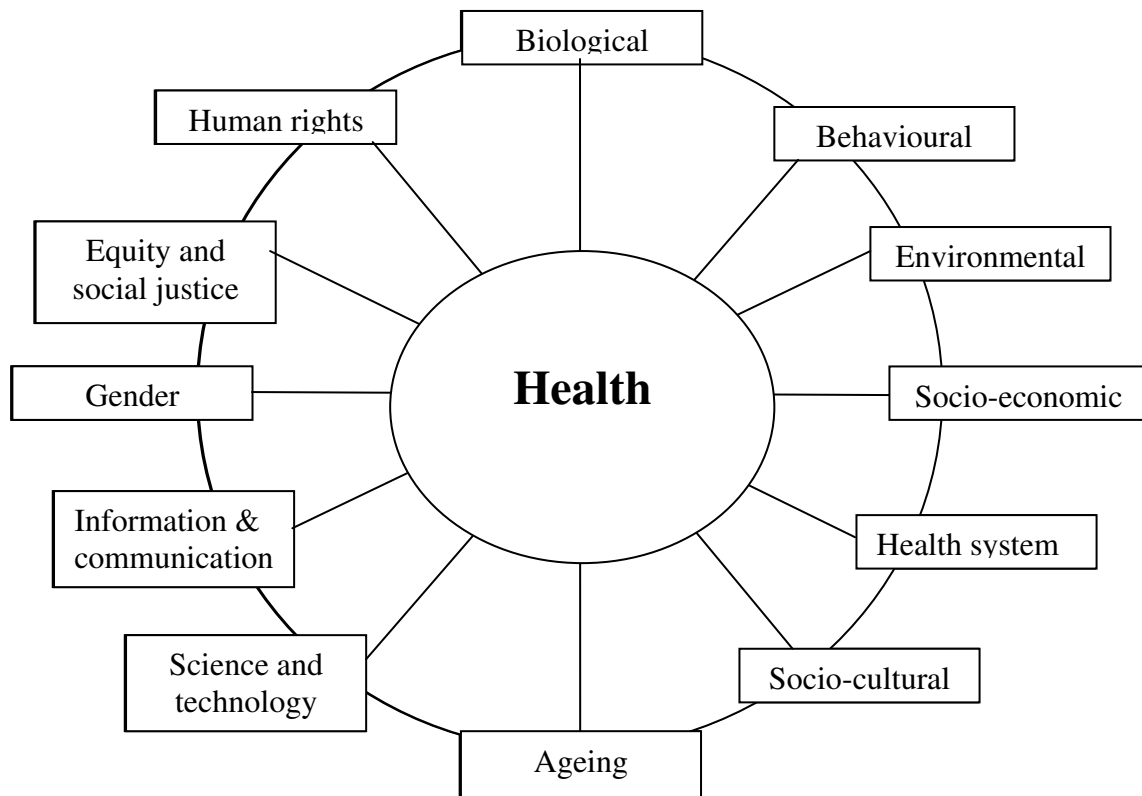 Biological
Human rights
Behavioural
Equity and
social justice
Environmental
Health
Gender
Socio-economic
Information &
communication
Health system
Science and
technology
Socio-cultural
Ageing